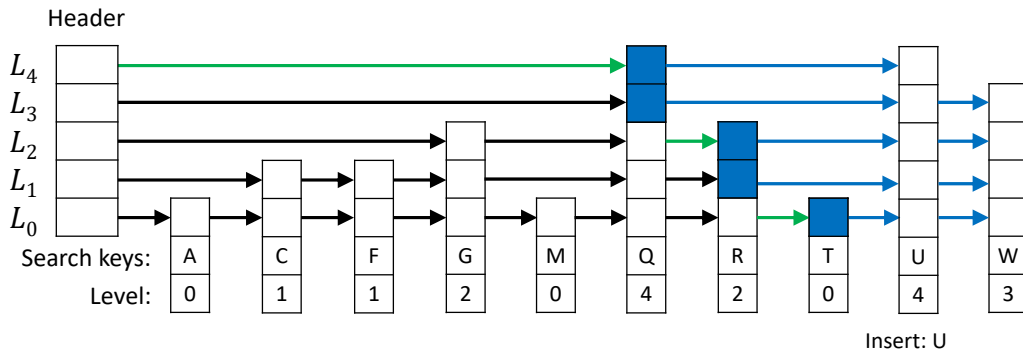 Header
L4
L3
L2
L1
L0
Search keys: A C F G M Q R T U W
Level: 0 1 1 2 0 4 2 0 4 3
Insert: U